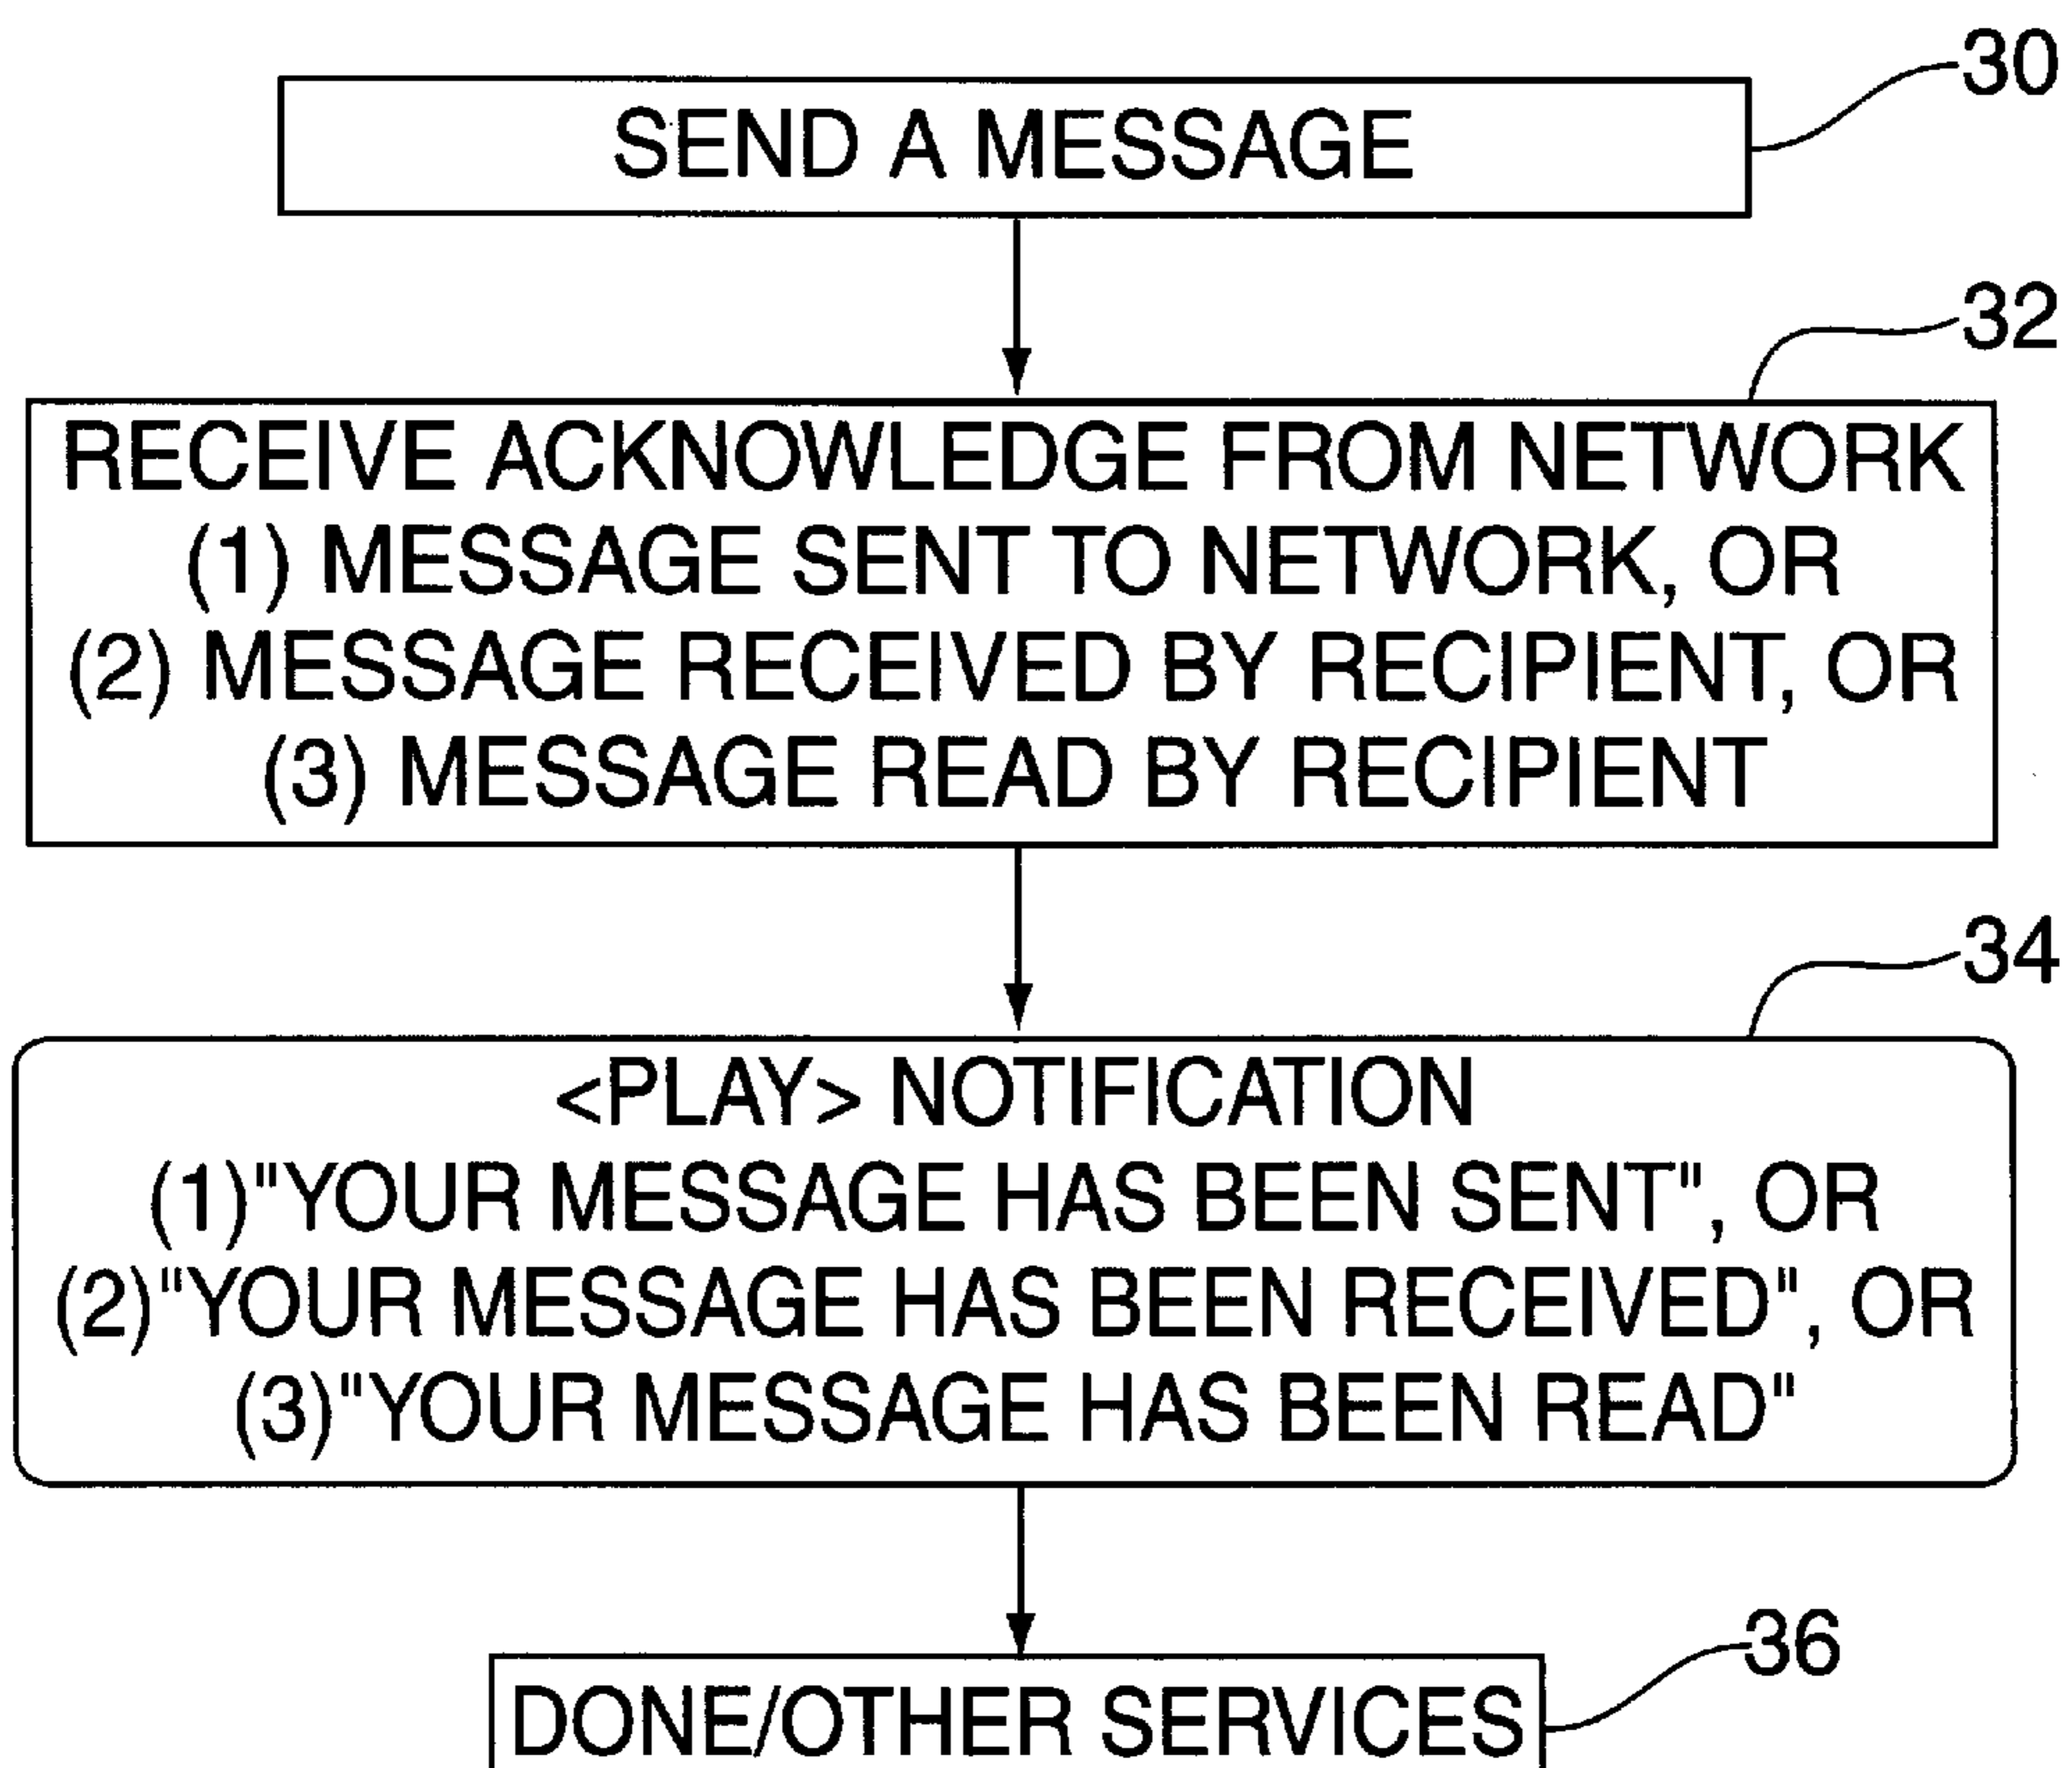 30
SEND A MESSAGE
32
RECEIVE ACKNOWLEDGE FROM NETWORK
(1) MESSAGE SENT TO NETWORK, OR
(2) MESSAGE RECEIVED BY RECIPIENT, OR
(3) MESSAGE READ BY RECIPIENT
34
<PLAY> NOTIFICATION
(1)"YOUR MESSAGE HAS BEEN SENT", OR
(2)"YOUR MESSAGE HAS BEEN RECEIVED", OR
(3)"YOUR MESSAGE HAS BEEN READ"
36
DONE/OTHER SERVICES